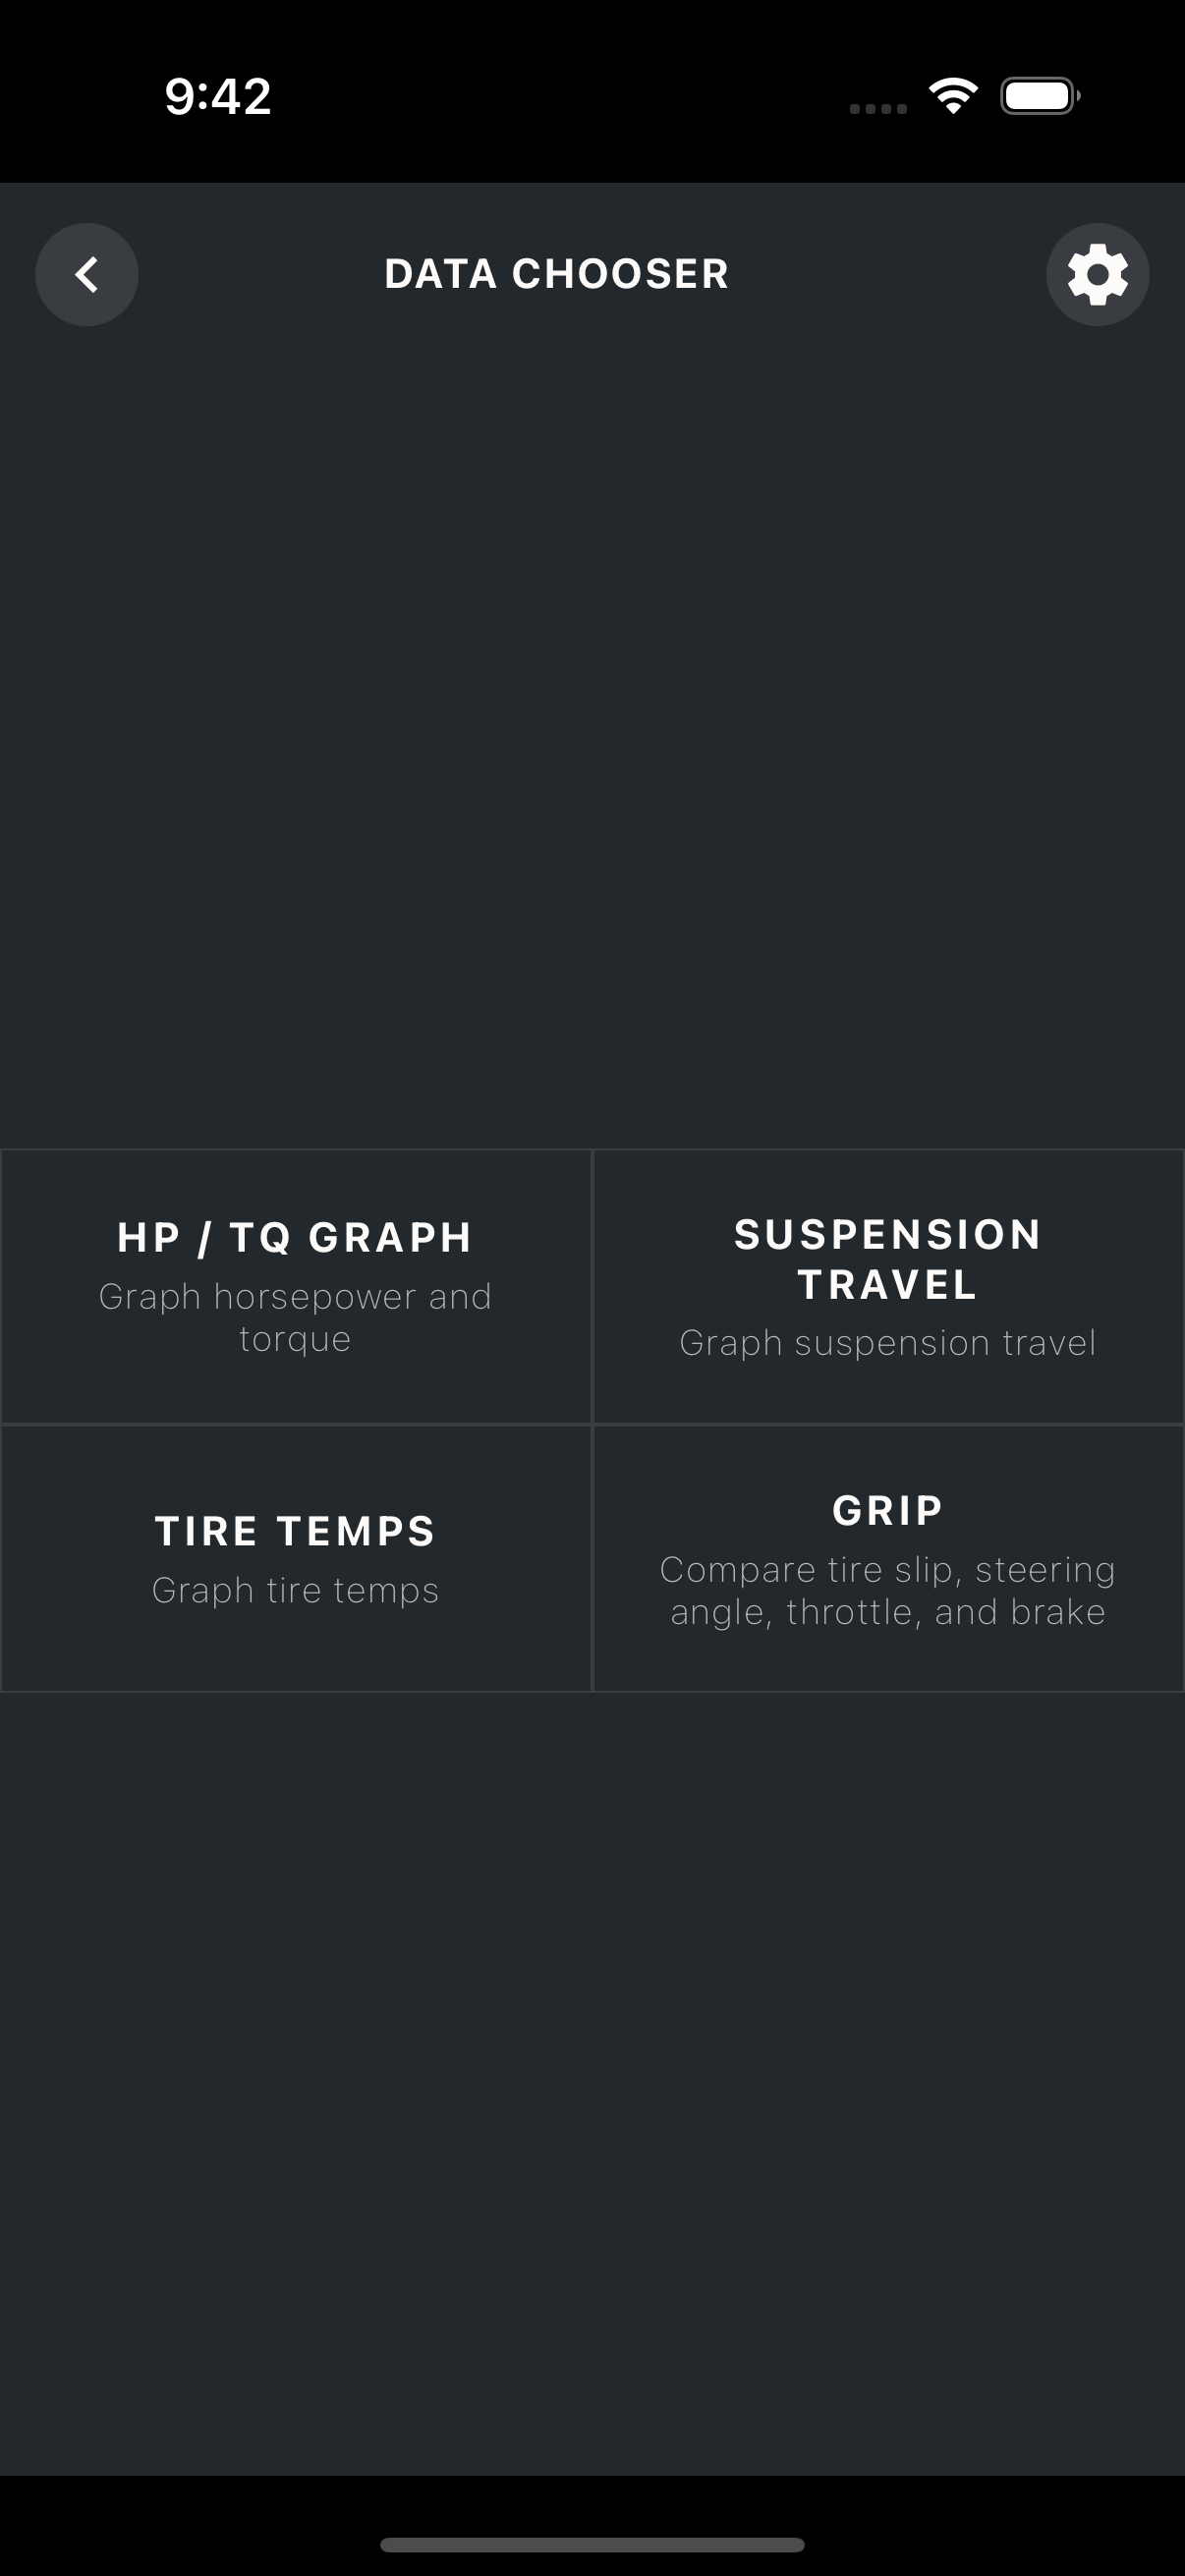 9:42
DATA CHOOSER
HP / TQ GRAPH
Graph horsepower and
torque
SUSPENSION
TRAVEL
Graph suspension travel
TIRE TEMPS
Graph tire temps
GRIP
Compare tire slip, steering
angle, throttle, and brake